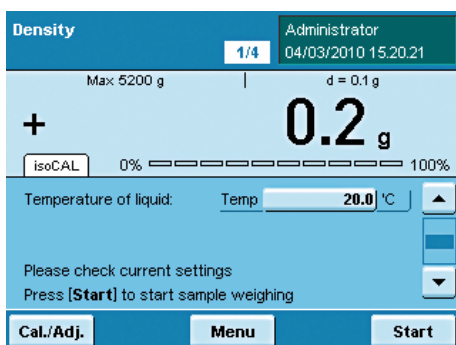 Density
1/4
Administrator
04/03/2010 15.20.21
Max 5200 g
d = 0.1 g
+ 0.2 g
isoCAL 0% 100%
Temperature of liquid: Temp 20.0 °C
Please check current settings
Press [Start] to start sample weighing
Cal./Adj. Menu Start